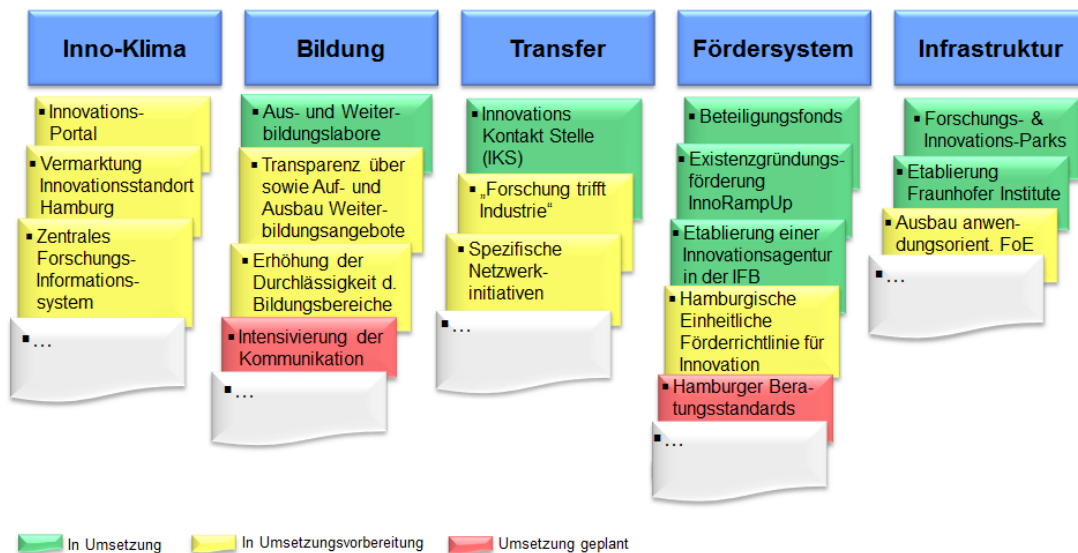 Inno-Klima
▪ Innovations-
Portal
▪ Vermarktung
Innovationsstandort
Hamburg
▪ Zentrales
Forschungs-
Informations-
system
▪ …
Bildung
▪ Aus- und Weiter-
bildungslabore
▪ Transparenz über
sowie Auf- und
Ausbau Weiter-
bildungsangebote
▪ Erhöhung der
Durchlässigkeit d.
Bildungsbereiche
▪ Intensivierung der
Kommunikation
▪ …
Transfer
▪ Innovations
Kontakt Stelle
(IKS)
▪ „Forschung trifft
Industrie“
▪ Spezifische
Netzwerk-
initiativen
▪ …
Fördersystem
▪ Beteiligungsfonds
▪ Existenzgründungs-
förderung
InnoRampUp
▪ Etablierung einer
Innovationsagentur
in der IFB
▪ Hamburgische
Einheitliche
Förderrichtlinie für
Innovation
▪ Hamburger Bera-
tungsstandards
▪ …
Infrastruktur
▪ Forschungs- &
Innovations-Parks
▪ Etablierung
Fraunhofer Institute
▪ Ausbau anwen-
dungsorient. FoE
▪ …
In Umsetzung
In Umsetzungsvorbereitung
Umsetzung geplant